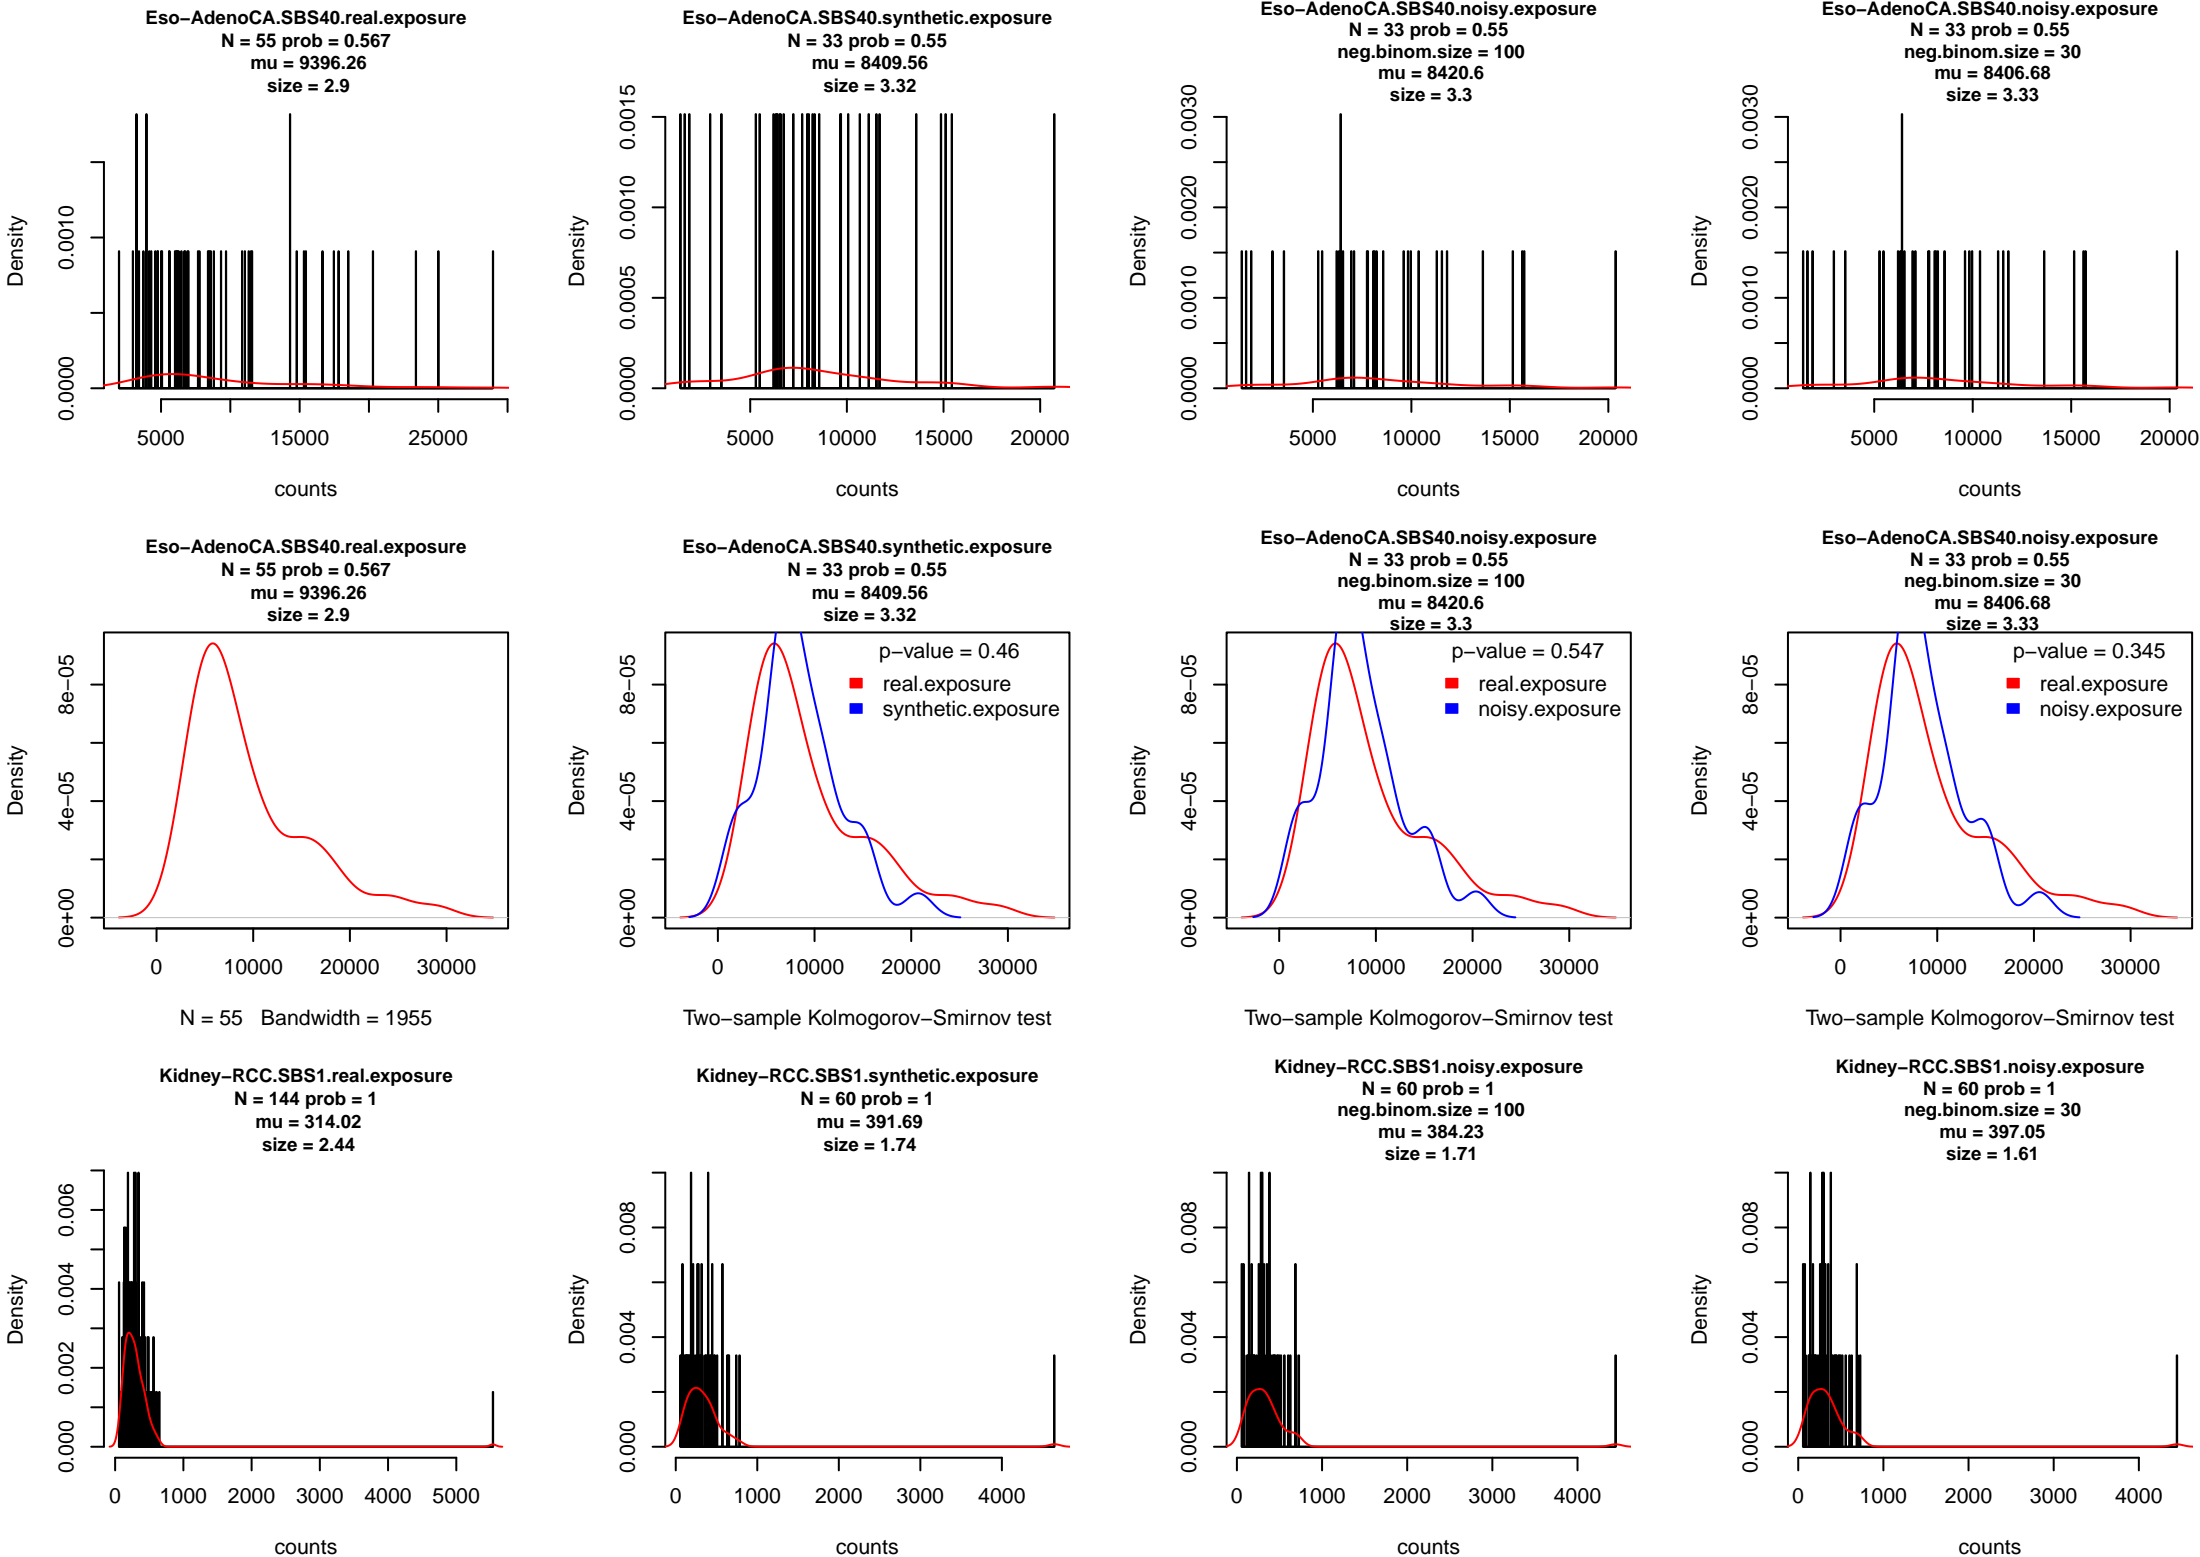 Eso−AdenoCA.SBS40.real.exposure
N = 55 prob = 0.567
mu = 9396.26
size = 2.9
Density
0.0000
0.0010
5000
15000
25000
counts
Eso−AdenoCA.SBS40.synthetic.exposure
N = 33 prob = 0.55
mu = 8409.56
size = 3.32
Density
0.0000
0.0005
0.0010
0.0015
5000
10000
15000
20000
counts
Eso−AdenoCA.SBS40.noisy.exposure
N = 33 prob = 0.55
neg.binom.size = 100
mu = 8420.6
size = 3.3
Density
0.0000
0.0010
0.0020
0.0030
5000
10000
15000
20000
counts
Eso−AdenoCA.SBS40.noisy.exposure
N = 33 prob = 0.55
neg.binom.size = 30
mu = 8406.68
size = 3.33
Density
0.0000
0.0010
0.0020
0.0030
5000
10000
15000
20000
counts
Eso−AdenoCA.SBS40.real.exposure
N = 55 prob = 0.567
mu = 9396.26
size = 2.9
Density
0e+00
4e−05
8e−05
0
10000
20000
30000
N = 55 Bandwidth = 1955
Eso−AdenoCA.SBS40.synthetic.exposure
N = 33 prob = 0.55
mu = 8409.56
size = 3.32
p−value = 0.46
real.exposure
synthetic.exposure
Density
0e+00
4e−05
8e−05
0
10000
20000
30000
Two−sample Kolmogorov−Smirnov test
Eso−AdenoCA.SBS40.noisy.exposure
N = 33 prob = 0.55
neg.binom.size = 100
mu = 8420.6
size = 3.3
p−value = 0.547
real.exposure
noisy.exposure
Density
0e+00
4e−05
8e−05
0
10000
20000
30000
Two−sample Kolmogorov−Smirnov test
Eso−AdenoCA.SBS40.noisy.exposure
N = 33 prob = 0.55
neg.binom.size = 30
mu = 8406.68
size = 3.33
p−value = 0.345
real.exposure
noisy.exposure
Density
0e+00
4e−05
8e−05
0
10000
20000
30000
Two−sample Kolmogorov−Smirnov test
Kidney−RCC.SBS1.real.exposure
N = 144 prob = 1
mu = 314.02
size = 2.44
Density
0.000
0.002
0.004
0.006
0
1000
2000
3000
4000
5000
counts
Kidney−RCC.SBS1.synthetic.exposure
N = 60 prob = 1
mu = 391.69
size = 1.74
Density
0.000
0.004
0.008
0
1000
2000
3000
4000
counts
Kidney−RCC.SBS1.noisy.exposure
N = 60 prob = 1
neg.binom.size = 100
mu = 384.23
size = 1.71
Density
0.000
0.004
0.008
0
1000
2000
3000
4000
counts
Kidney−RCC.SBS1.noisy.exposure
N = 60 prob = 1
neg.binom.size = 30
mu = 397.05
size = 1.61
Density
0.000
0.004
0.008
0
1000
2000
3000
4000
counts